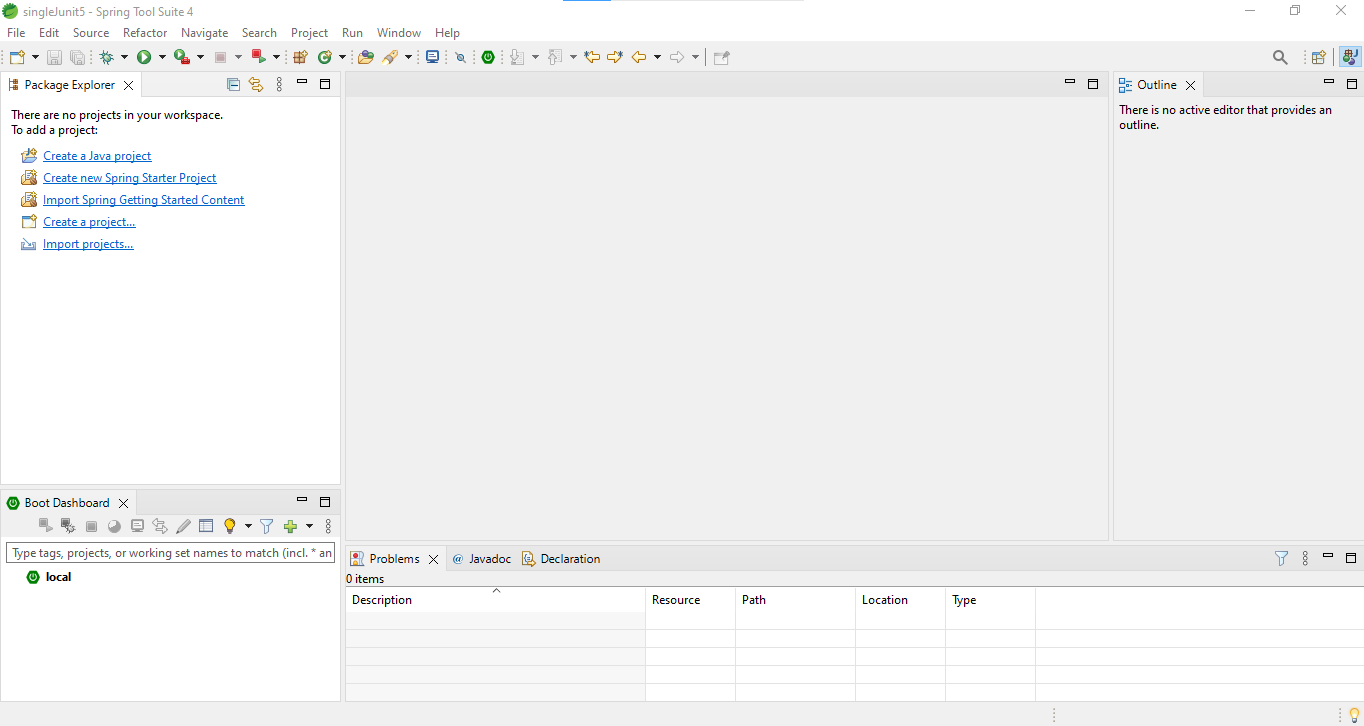 singleJunit5 - Spring Tool Suite 4
File Edit Source Refactor Navigate Search Project Run Window Help
Package Explorer
There are no projects in your workspace.
To add a project:
Create a Java project
Create new Spring Starter Project
Import Spring Getting Started Content
Create a project...
Import projects...
Outline
There is no active editor that provides an
outline.
Boot Dashboard
Type tags, projects, or working set names to match (incl. * an
local
Problems @ Javadoc Declaration
0 items
Description Resource Path Location Type